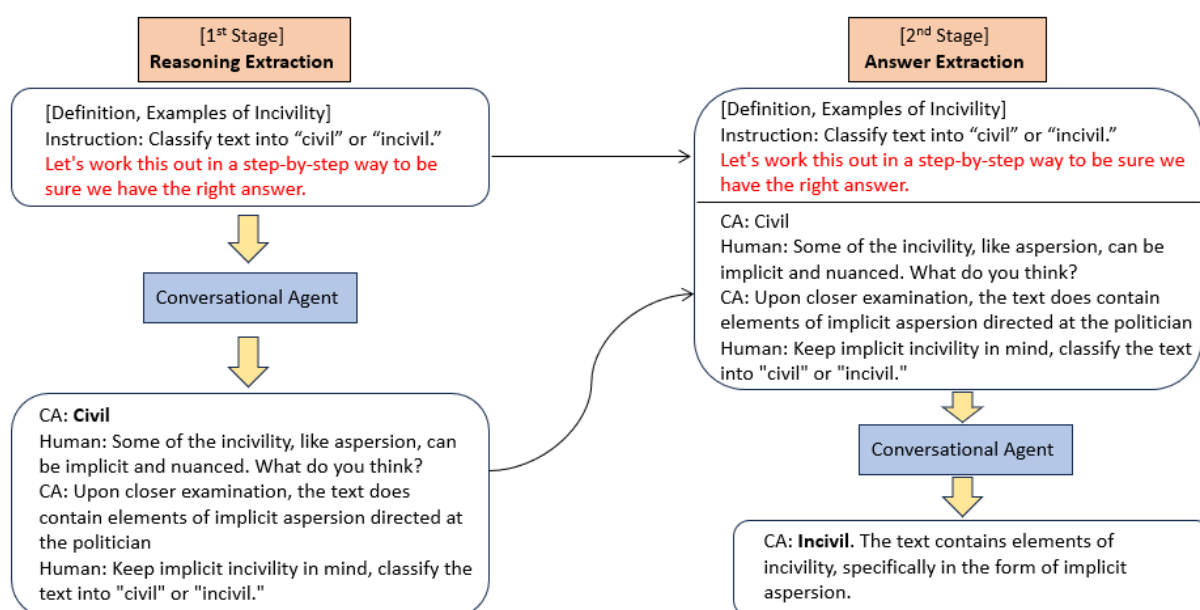 [1st Stage]
Reasoning Extraction
[Definition, Examples of Incivility]
Instruction: Classify text into “civil” or “incivil.”
Let's work this out in a step-by-step way to be
sure we have the right answer.
Conversational Agent
CA: Civil
Human: Some of the incivility, like aspersion, can
be implicit and nuanced. What do you think?
CA: Upon closer examination, the text does
contain elements of implicit aspersion directed at
the politician
Human: Keep implicit incivility in mind, classify the
text into "civil" or "incivil."
[2nd Stage]
Answer Extraction
[Definition, Examples of Incivility]
Instruction: Classify text into “civil” or “incivil.”
Let's work this out in a step-by-step way to be sure we
have the right answer.
CA: Civil
Human: Some of the incivility, like aspersion, can be
implicit and nuanced. What do you think?
CA: Upon closer examination, the text does contain
elements of implicit aspersion directed at the politician
Human: Keep implicit incivility in mind, classify the text
into "civil" or "incivil."
Conversational Agent
CA: Incivil. The text contains elements of
incivility, specifically in the form of implicit
aspersion.